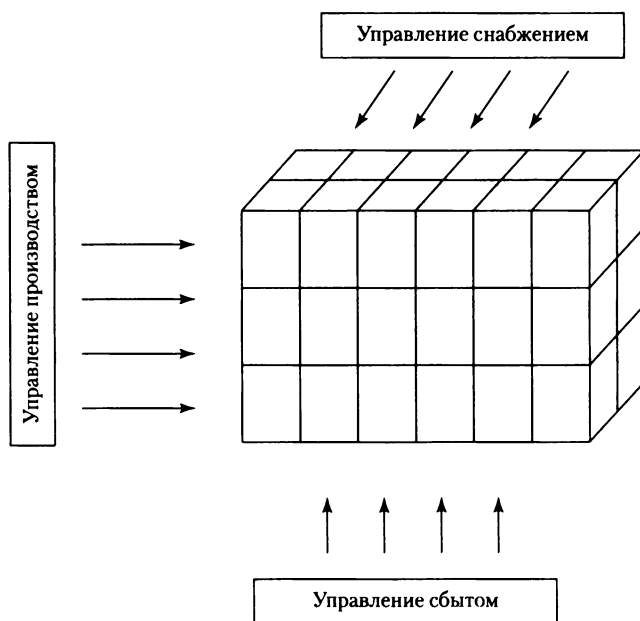 Управление снабжением
Управление производством
Управление сбытом